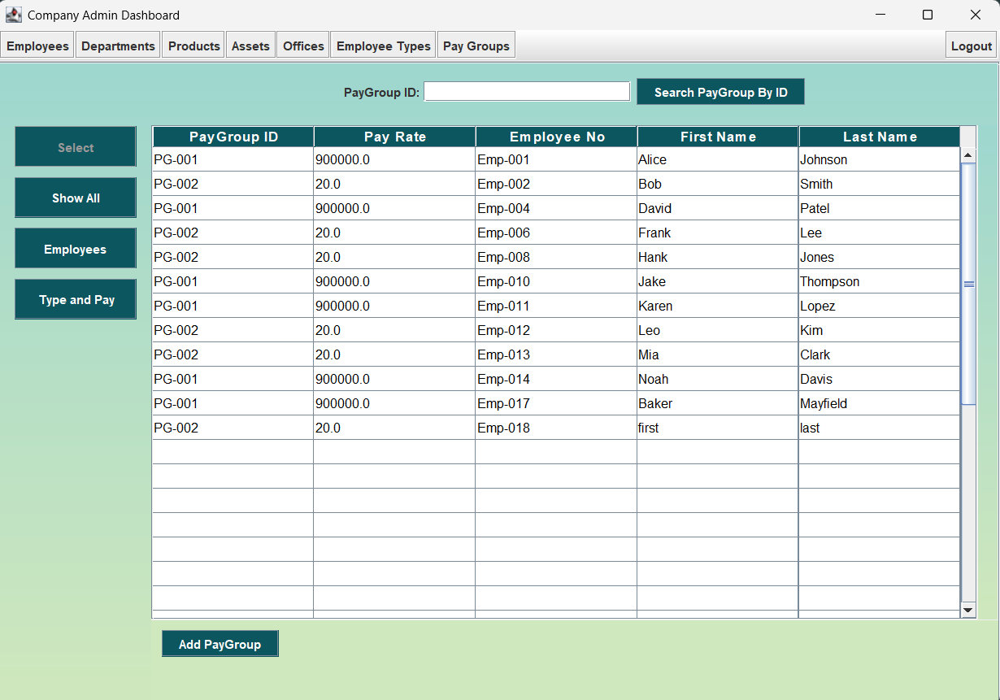 Company Admin Dashboard
Employees Departments Products Assets Offices Employee Types Pay Groups Logout
PayGroup ID: Search PayGroup By ID
Select
Show All
Employees
Type and Pay
PayGroup ID Pay Rate Employee No First Name Last Name
PG-001 900000.0 Emp-001 Alice Johnson
PG-002 20.0 Emp-002 Bob Smith
PG-001 900000.0 Emp-004 David Patel
PG-002 20.0 Emp-006 Frank Lee
PG-002 20.0 Emp-008 Hank Jones
PG-001 900000.0 Emp-010 Jake Thompson
PG-001 900000.0 Emp-011 Karen Lopez
PG-002 20.0 Emp-012 Leo Kim
PG-002 20.0 Emp-013 Mia Clark
PG-001 900000.0 Emp-014 Noah Davis
PG-001 900000.0 Emp-017 Baker Mayfield
PG-002 20.0 Emp-018 first last
Add PayGroup